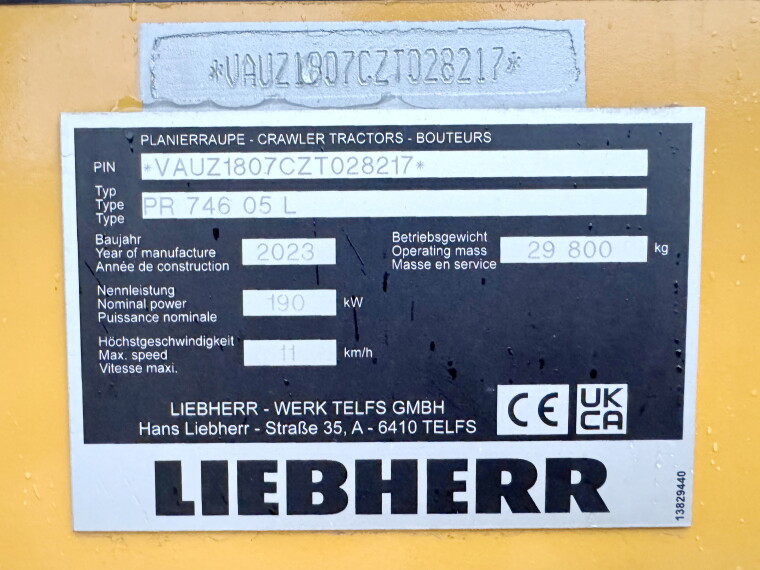 *VAUZ1807CZT028217*
PLANIERRAUPE - CRAWLER TRACTORS - BOUTEURS
PIN *VAUZ1807CZT028217*
Typ
Type PR 746 05 L
Type
Baujahr
Year of manufacture 2023
Année de construction
Betriebsgewicht
Operating mass 29 800 kg
Masse en service
Nennleistung
Nominal power 190 kW
Puissance nominale
Höchstgeschwindigkeit
Max. speed 11 km/h
Vitesse maxi.
LIEBHERR - WERK TELFS GMBH
Hans Liebherr - Straße 35, A - 6410 TELFS
CE
UK
CA
LIEBHERR
13829440